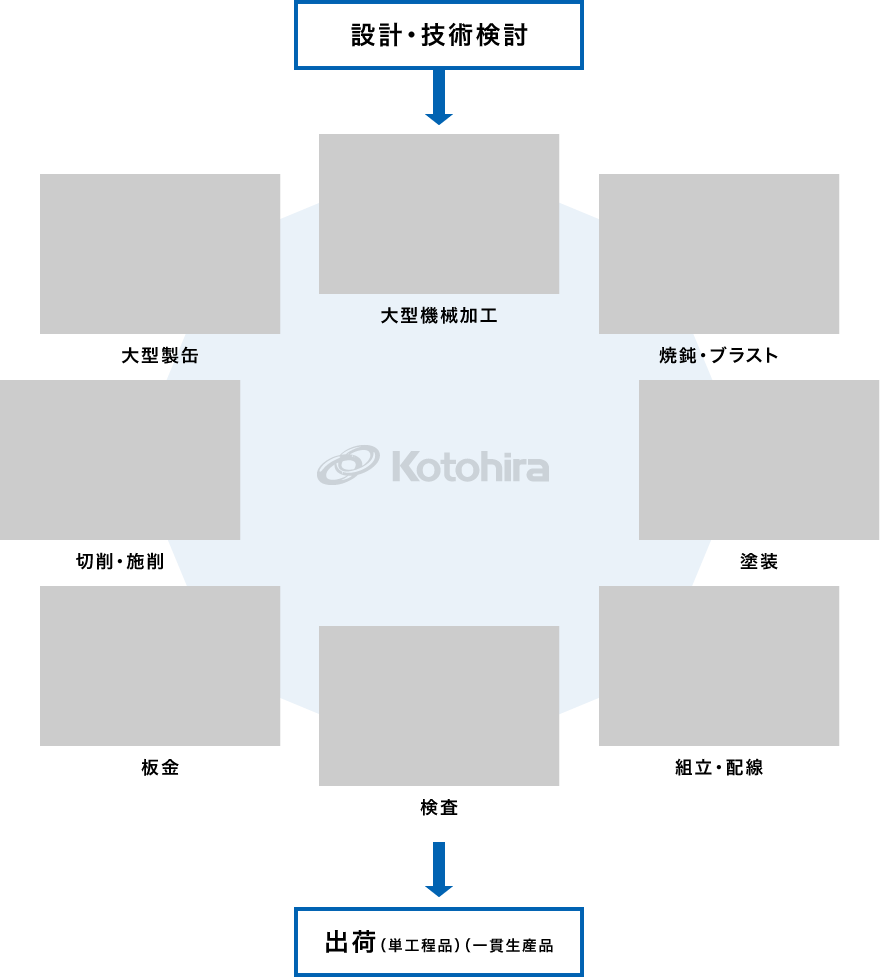 設計・技術検討
大型機械加工
大型製缶
焼鈍・ブラスト
Kotohira
切削・施削
塗装
板金
組立・配線
検査
出荷（単工程品）（一貫生産品